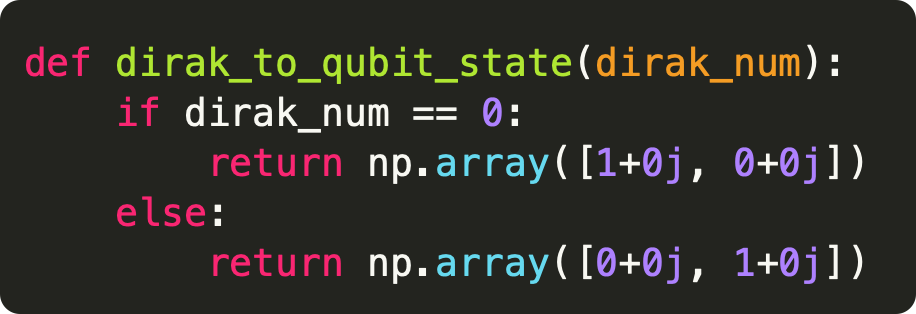 def dirak_to_qubit_state(dirak_num):
    if dirak_num == 0:
        return np.array([1+0j, 0+0j])
    else:
        return np.array([0+0j, 1+0j])